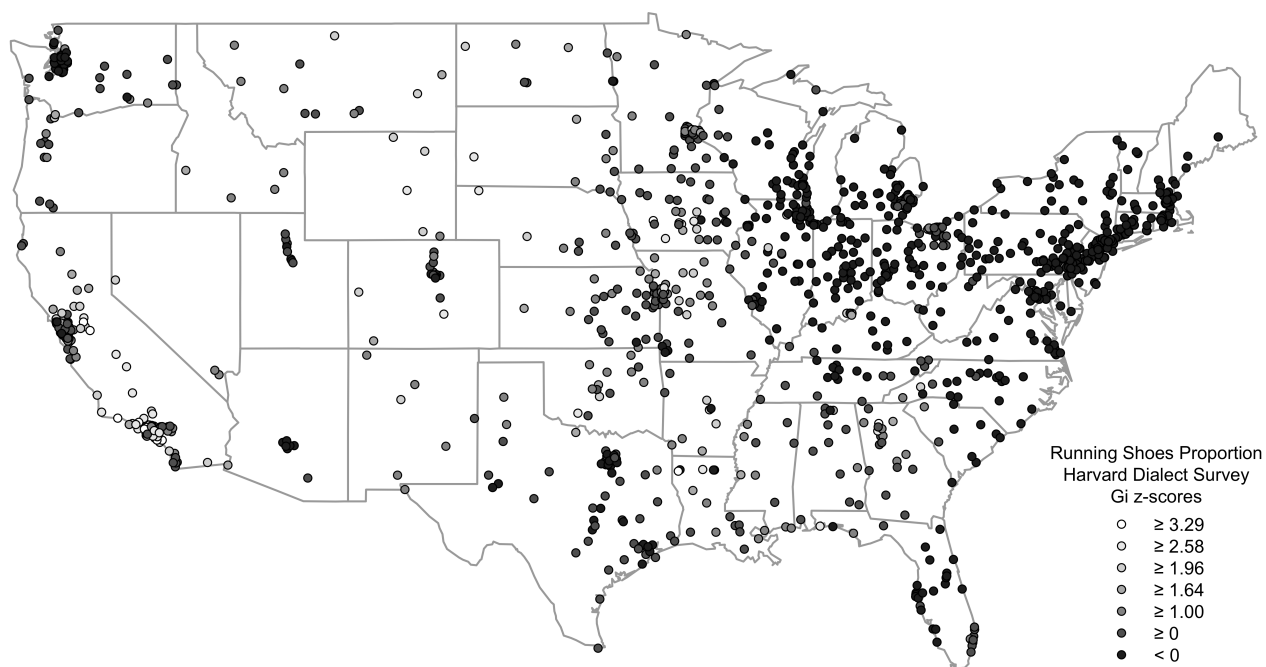 Running Shoes Proportion
Harvard Dialect Survey
Gi z-scores
≥ 3.29
≥ 2.58
≥ 1.96
≥ 1.64
≥ 1.00
≥ 0
< 0